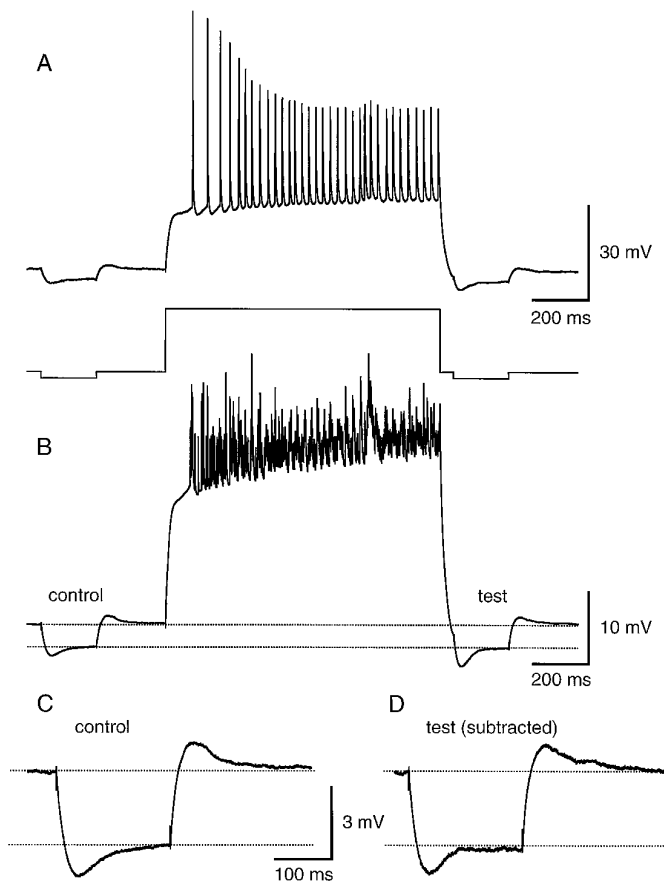 A
30 mV
200 ms
B
control
test
10 mV
200 ms
C
D
control
test (subtracted)
3 mV
100 ms